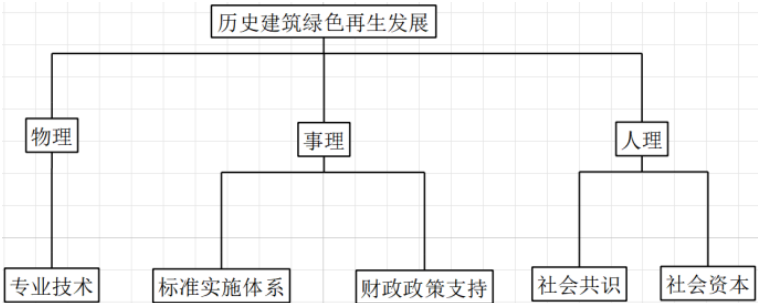 历史建筑绿色再生发展
物理
事理
人理
专业技术
标准实施体系
财政政策支持
社会共识
社会资本